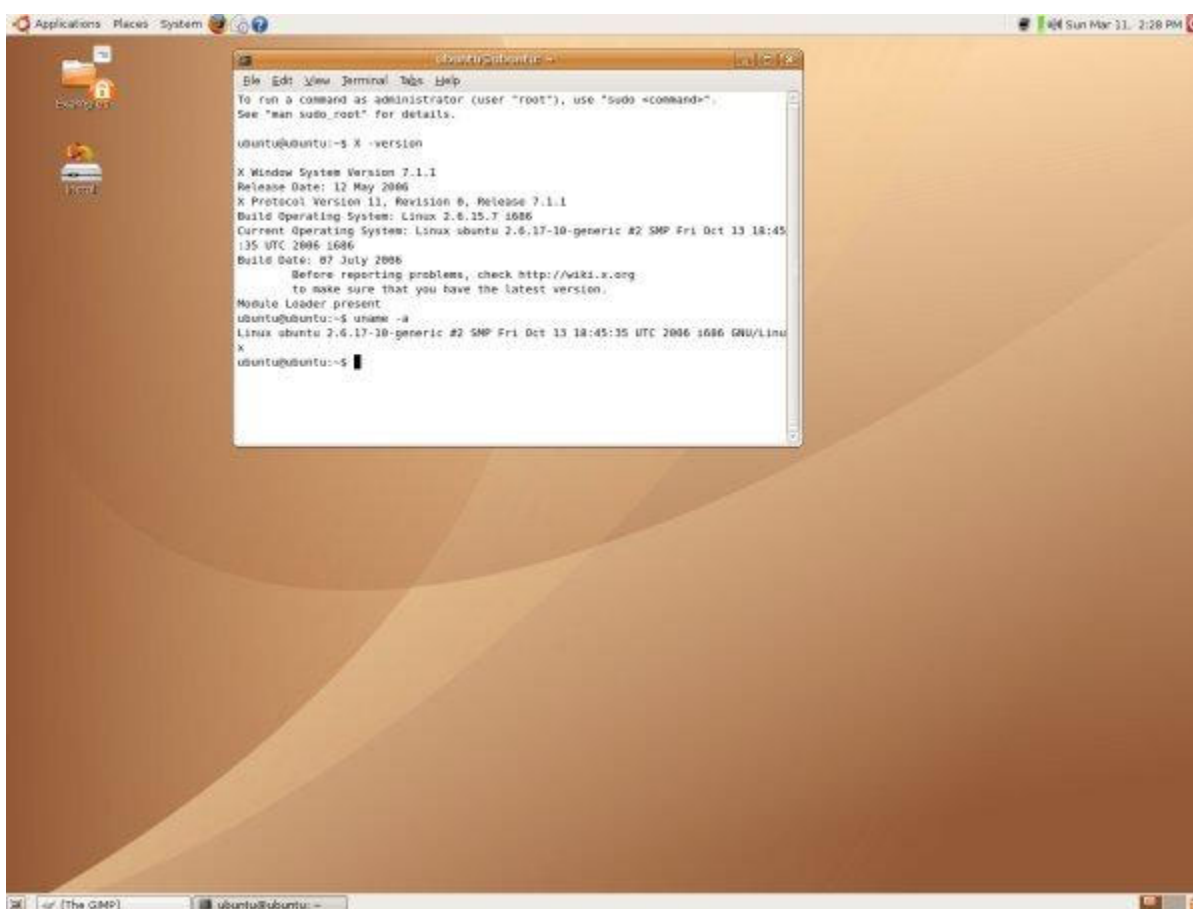 Applications Places System
Sun Mar 11, 2:28 PM
Examples
Install
ubuntu@ubuntu: ~
File Edit View Terminal Tabs Help
To run a command as administrator (user "root"), use "sudo <command>".
See "man sudo_root" for details.
ubuntu@ubuntu:~$ X -version
X Window System Version 7.1.1
Release Date: 12 May 2006
X Protocol Version 11, Revision 0, Release 7.1.1
Build Operating System: Linux 2.6.15.7 i686
Current Operating System: Linux ubuntu 2.6.17-10-generic #2 SMP Fri Oct 13 18:45
:35 UTC 2006 i686
Build Date: 07 July 2006
Before reporting problems, check http://wiki.x.org
to make sure that you have the latest version.
Module Loader present
ubuntu@ubuntu:~$ uname -a
Linux ubuntu 2.6.17-10-generic #2 SMP Fri Oct 13 18:45:35 UTC 2006 i686 GNU/Linu
x
ubuntu@ubuntu:~$
[The GIMP]
ubuntu@ubuntu: ~